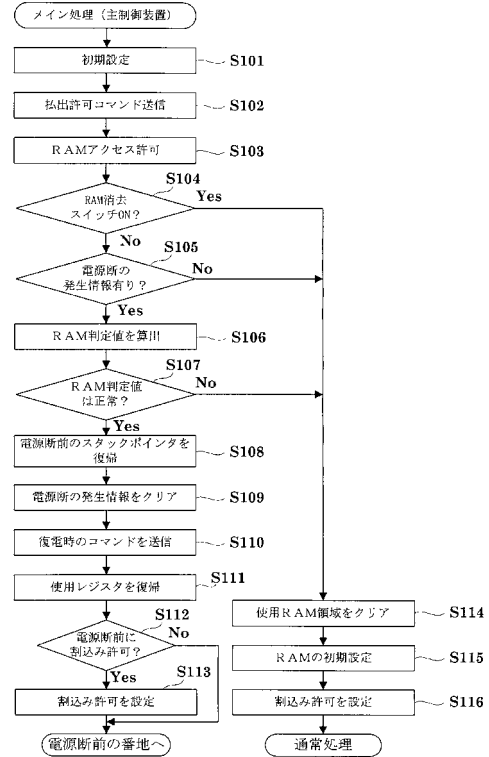 メイン処理（主制御装置）
初期設定
S101
払出許可コマンド送信
S102
ＲＡＭアクセス許可
S103
S104
RAM消去
スイッチON？
Yes
No
S105
電源断の
発生情報有り？
No
Yes
ＲＡＭ判定値を算出
S106
S107
ＲＡＭ判定値
は正常？
No
Yes
電源断前のスタックポインタを
復帰
S108
電源断の発生情報をクリア
S109
復電時のコマンドを送信
S110
S111
使用レジスタを復帰
S112
電源断前に
割込み許可？
No
Yes
S113
割込み許可を設定
電源断前の番地へ
使用ＲＡＭ領域をクリア
S114
ＲＡＭの初期設定
S115
割込み許可を設定
S116
通常処理